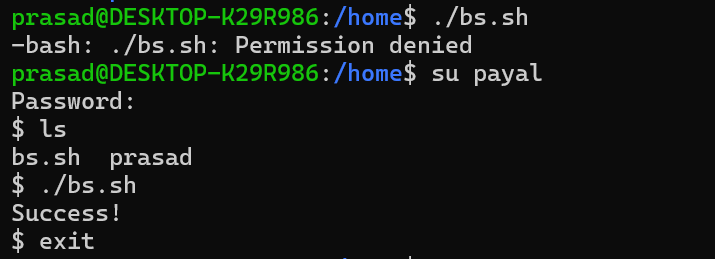 prasad@DESKTOP-K29R986:/home$ ./bs.sh
-bash: ./bs.sh: Permission denied
prasad@DESKTOP-K29R986:/home$ su payal
Password:
$ ls
bs.sh  prasad
$ ./bs.sh
Success!
$ exit